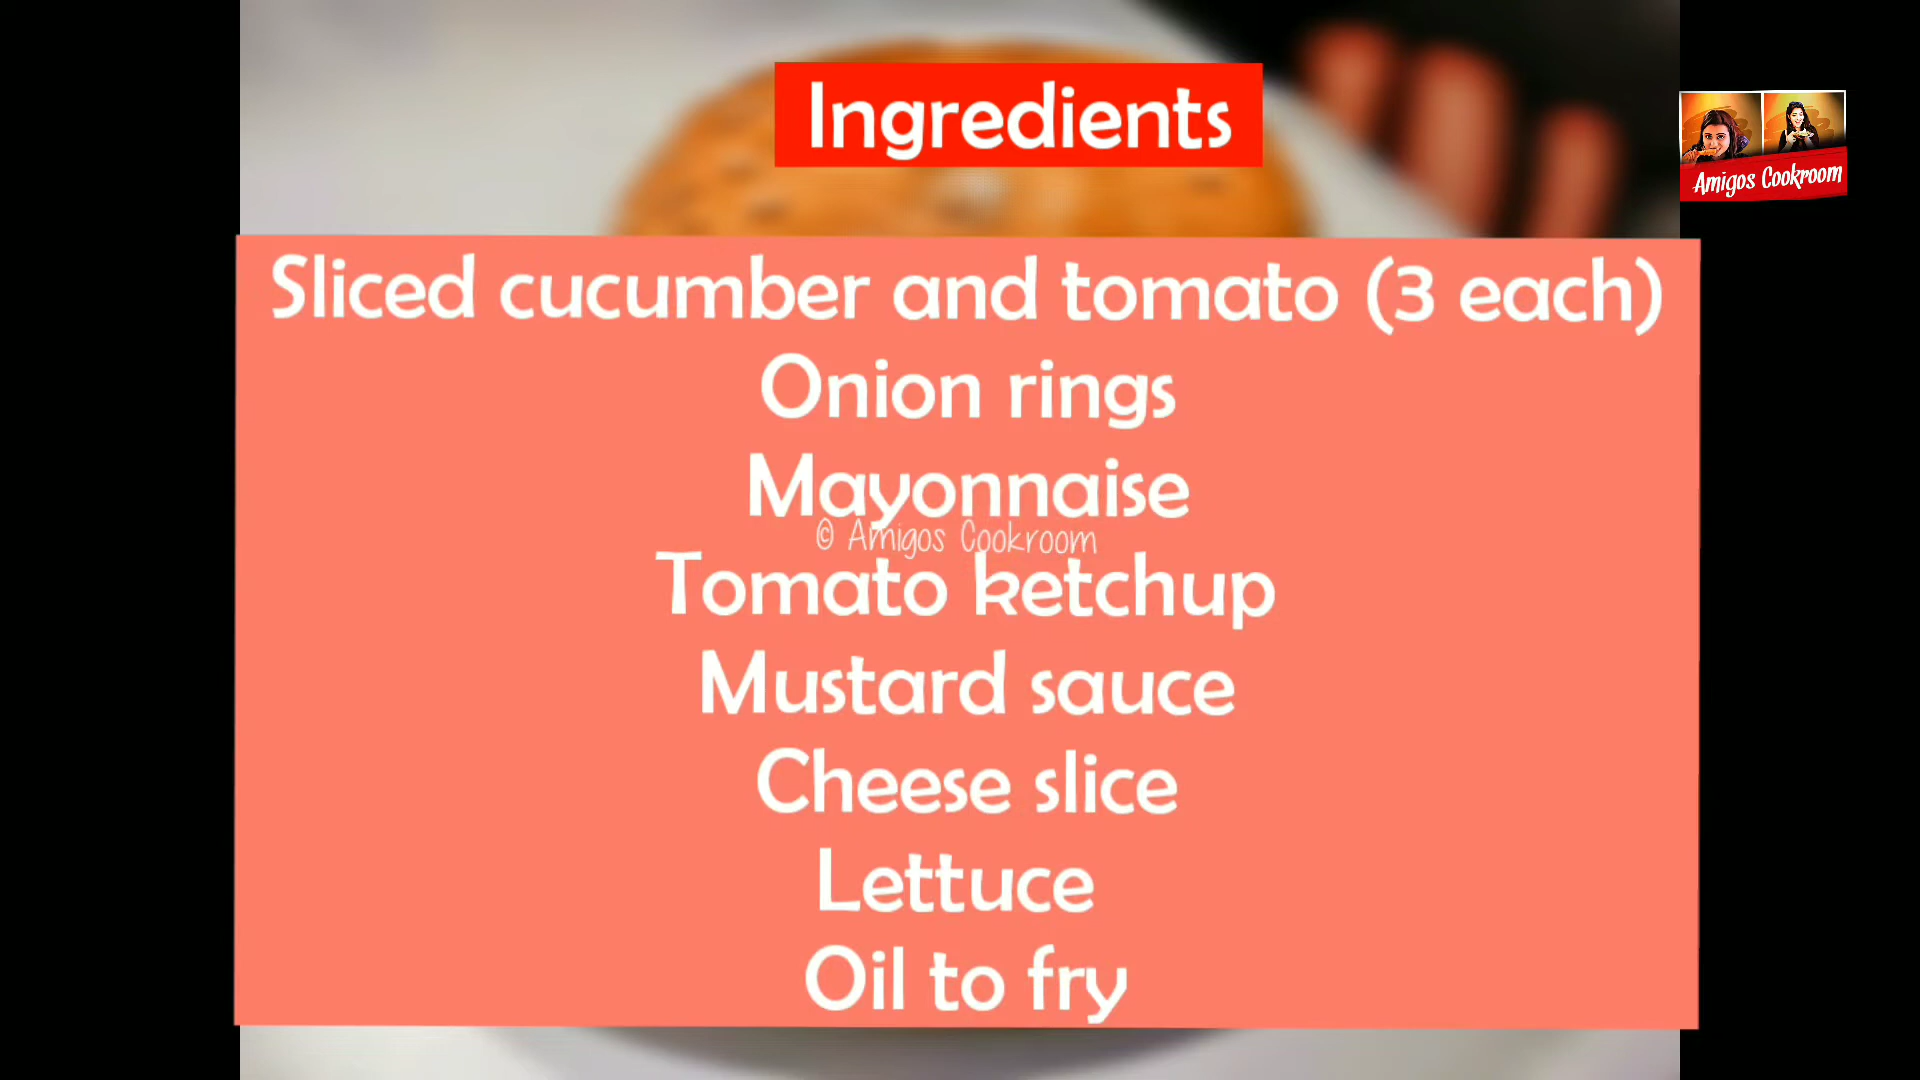 Ingredients
Amigos Cookroom
Sliced cucumber and tomato (3 each)
Onion rings
Mayonnaise
© Amigos Cookroom
Tomato ketchup
Mustard sauce
Cheese slice
Lettuce
Oil to fry